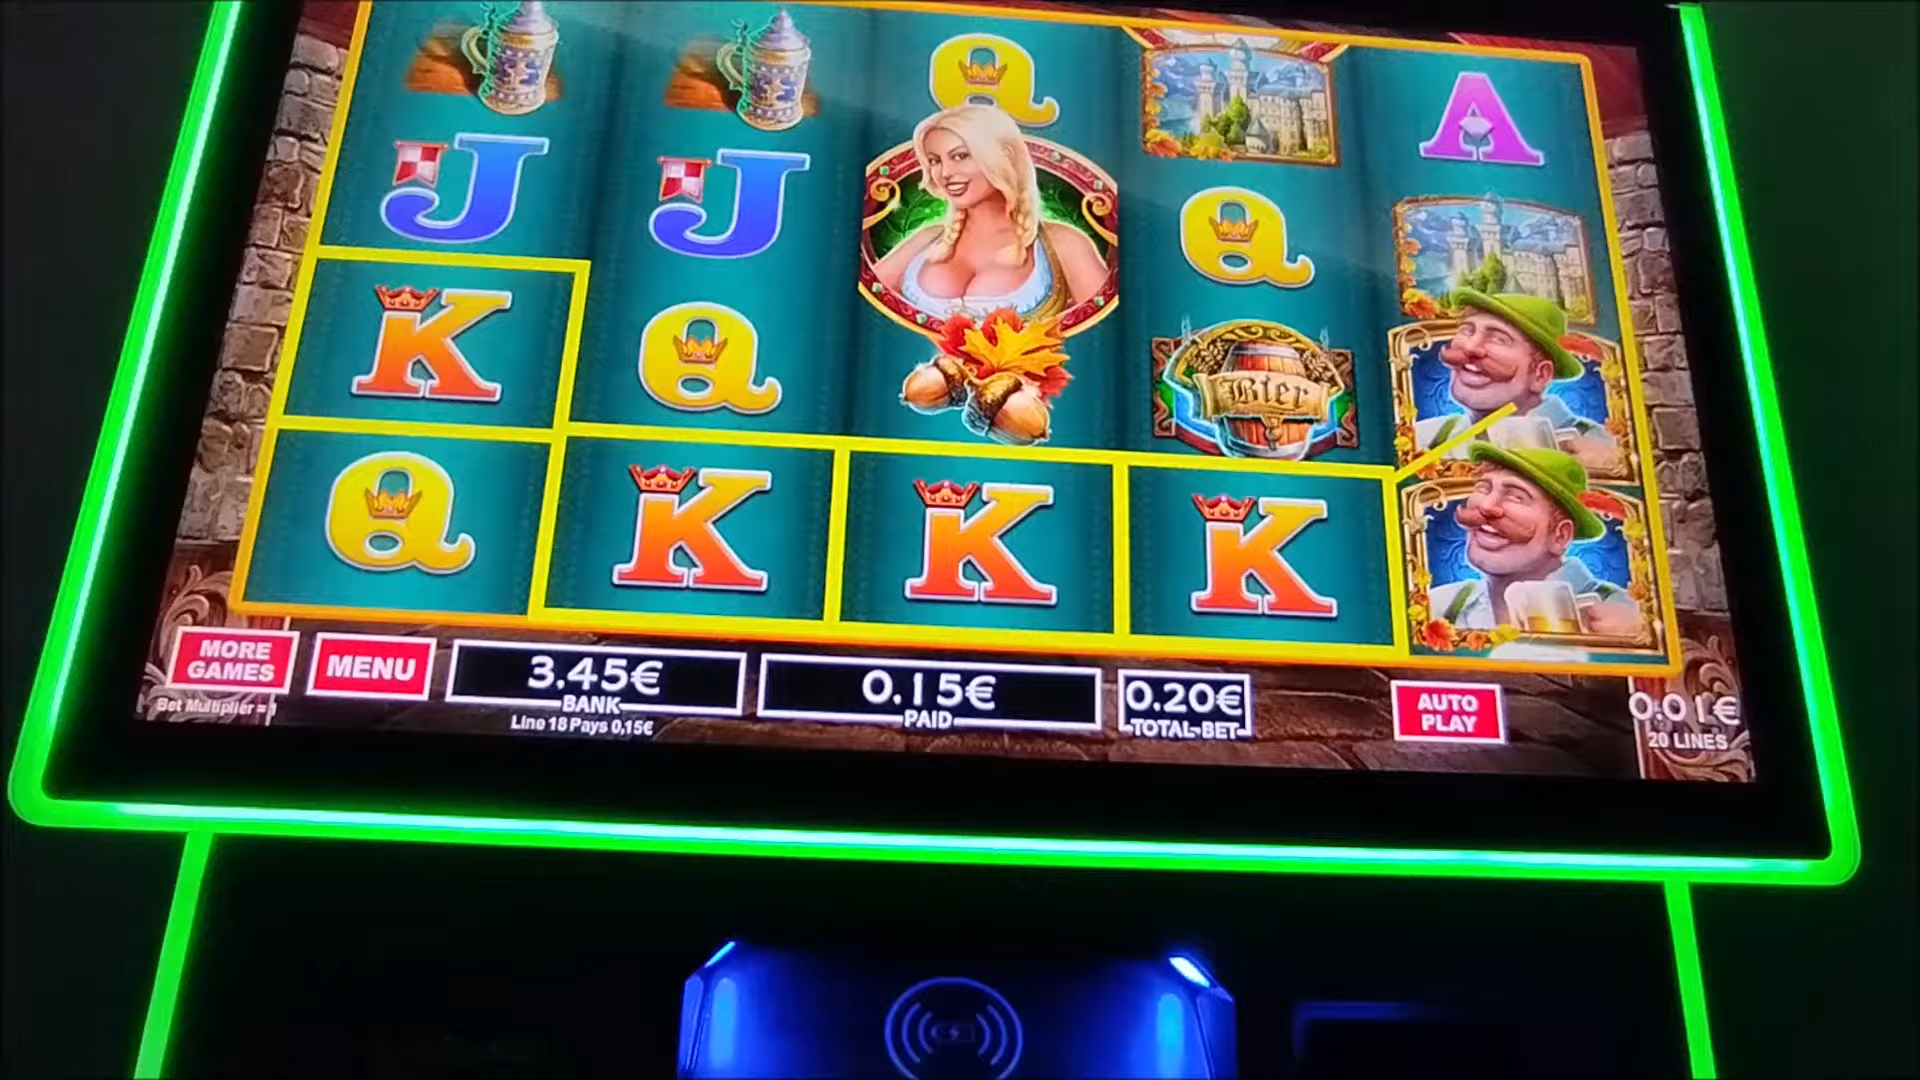 Q
A
J J
Q
K Q
Bier
Q K K K
MORE
GAMES
MENU
3.45€
BANK
0.15€
PAID
0.20€
TOTAL BET
AUTO
PLAY
0.01€
20 LINES
Bet Multiplier = 1
Line 18 Pays 0,15€